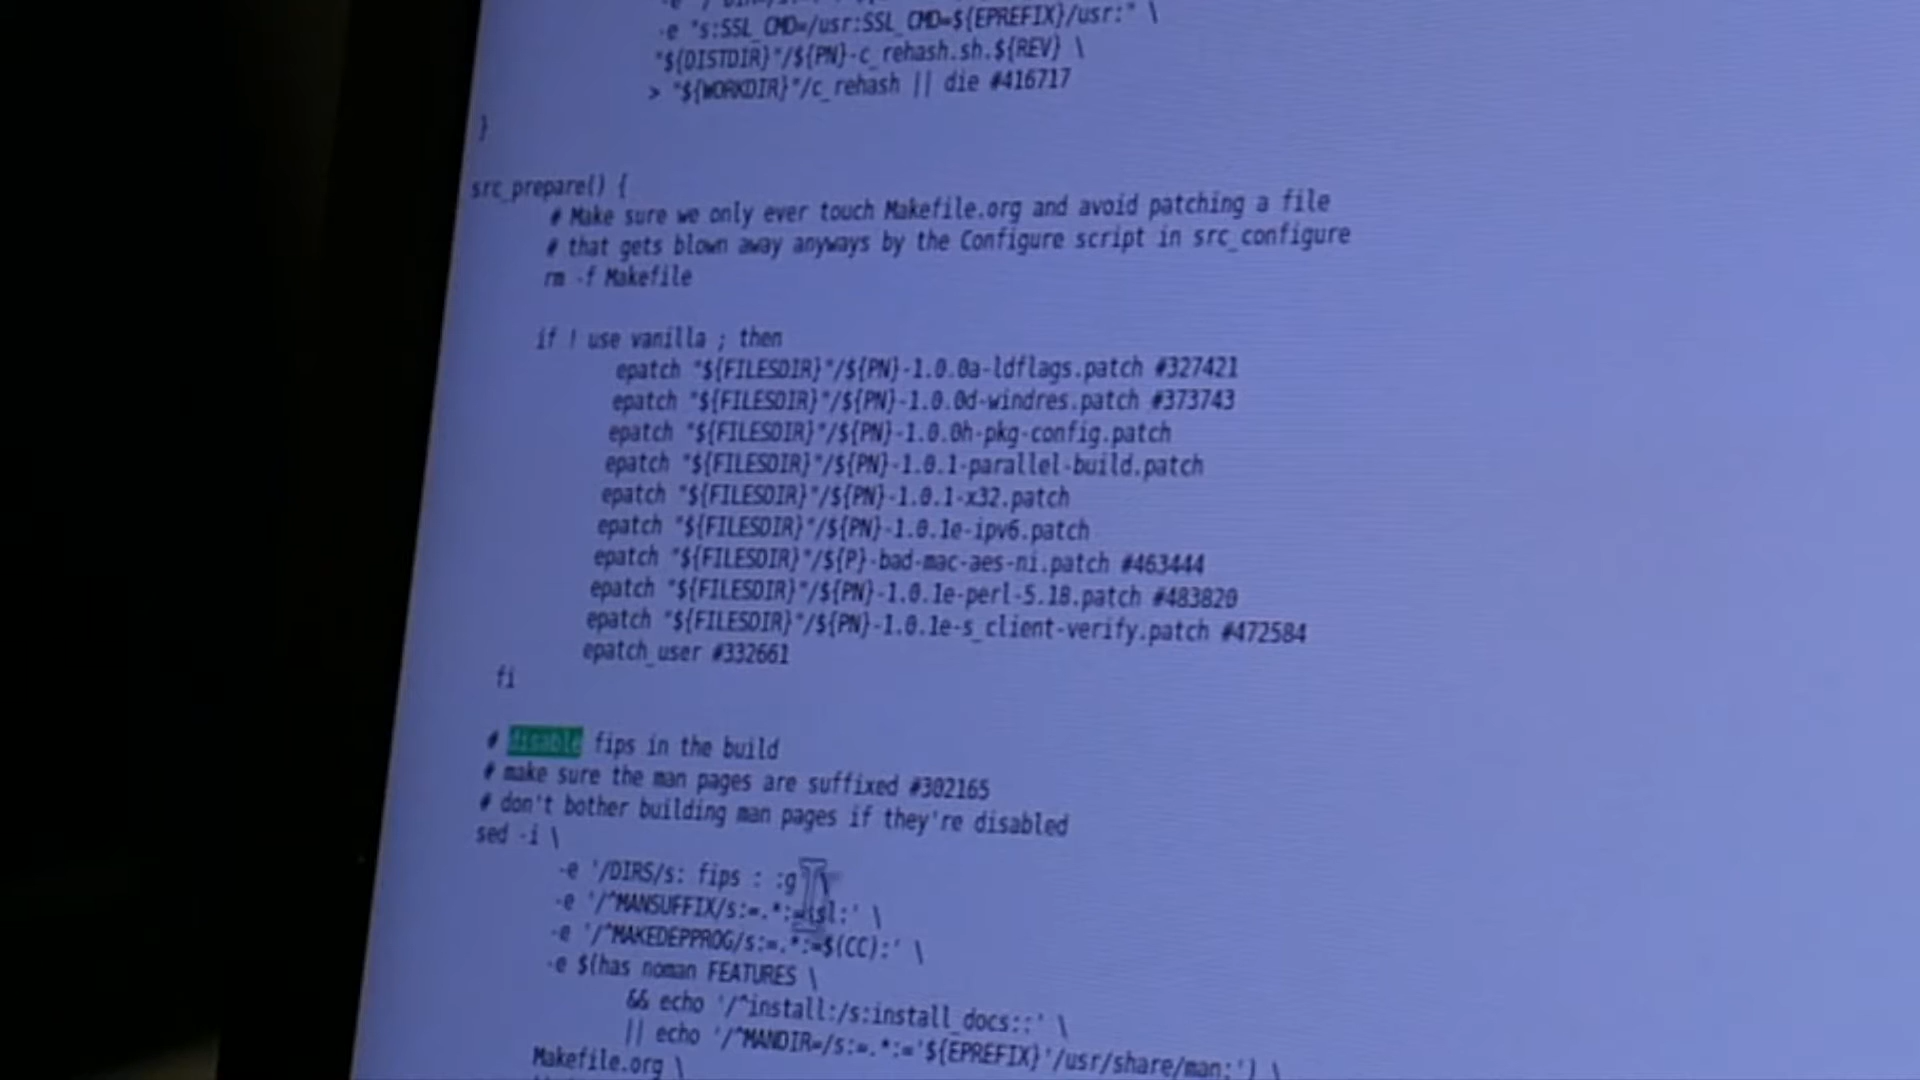 -e "s:SSL_CMD=/usr:SSL_CMD=${EPREFIX}/usr:" \
"${DISTDIR}"/${PN}-c_rehash.sh.${REV} \
> "${WORKDIR}"/c_rehash || die #416717
}
src_prepare() {
# Make sure we only ever touch Makefile.org and avoid patching a file
# that gets blown away anyways by the Configure script in src_configure
rm -f Makefile
if ! use vanilla ; then
epatch "${FILESDIR}"/${PN}-1.0.0a-ldflags.patch #327421
epatch "${FILESDIR}"/${PN}-1.0.0d-windres.patch #373743
epatch "${FILESDIR}"/${PN}-1.0.0h-pkg-config.patch
epatch "${FILESDIR}"/${PN}-1.0.1-parallel-build.patch
epatch "${FILESDIR}"/${PN}-1.0.1-x32.patch
epatch "${FILESDIR}"/${PN}-1.0.1e-ipv6.patch
epatch "${FILESDIR}"/${P}-bad-mac-aes-ni.patch #463444
epatch "${FILESDIR}"/${PN}-1.0.1e-perl-5.18.patch #483820
epatch "${FILESDIR}"/${PN}-1.0.1e-s_client-verify.patch #472584
epatch_user #332661
fi
# disable fips in the build
# make sure the man pages are suffixed #302165
# don't bother building man pages if they're disabled
sed -i \
-e '/DIRS/s: fips : :g' \
-e '/^MANSUFFIX/s:=.*:=ssl:' \
-e '/^MAKEDEPPROG/s:=.*:=$(CC):' \
-e $(has noman FEATURES \
&& echo '/^install:/s:install_docs::' \
|| echo '/^MANDIR=/s:=.*:='${EPREFIX}'/usr/share/man:') \
Makefile.org \